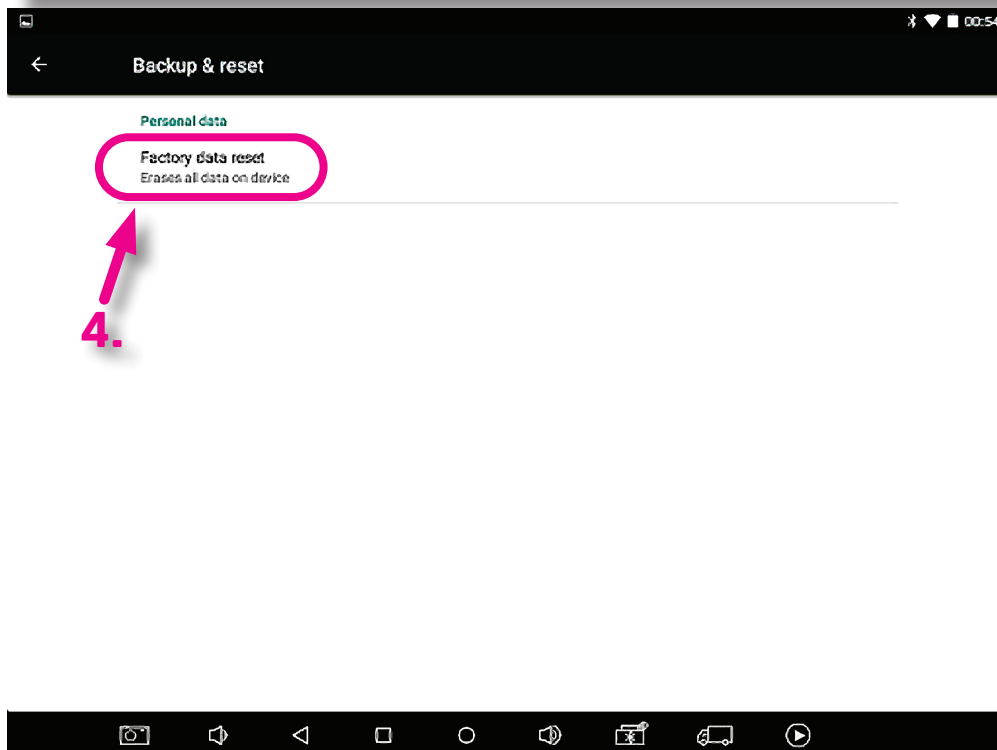 00:54
Backup & reset
Personal data
Factory data reset
Erases all data on device
4.